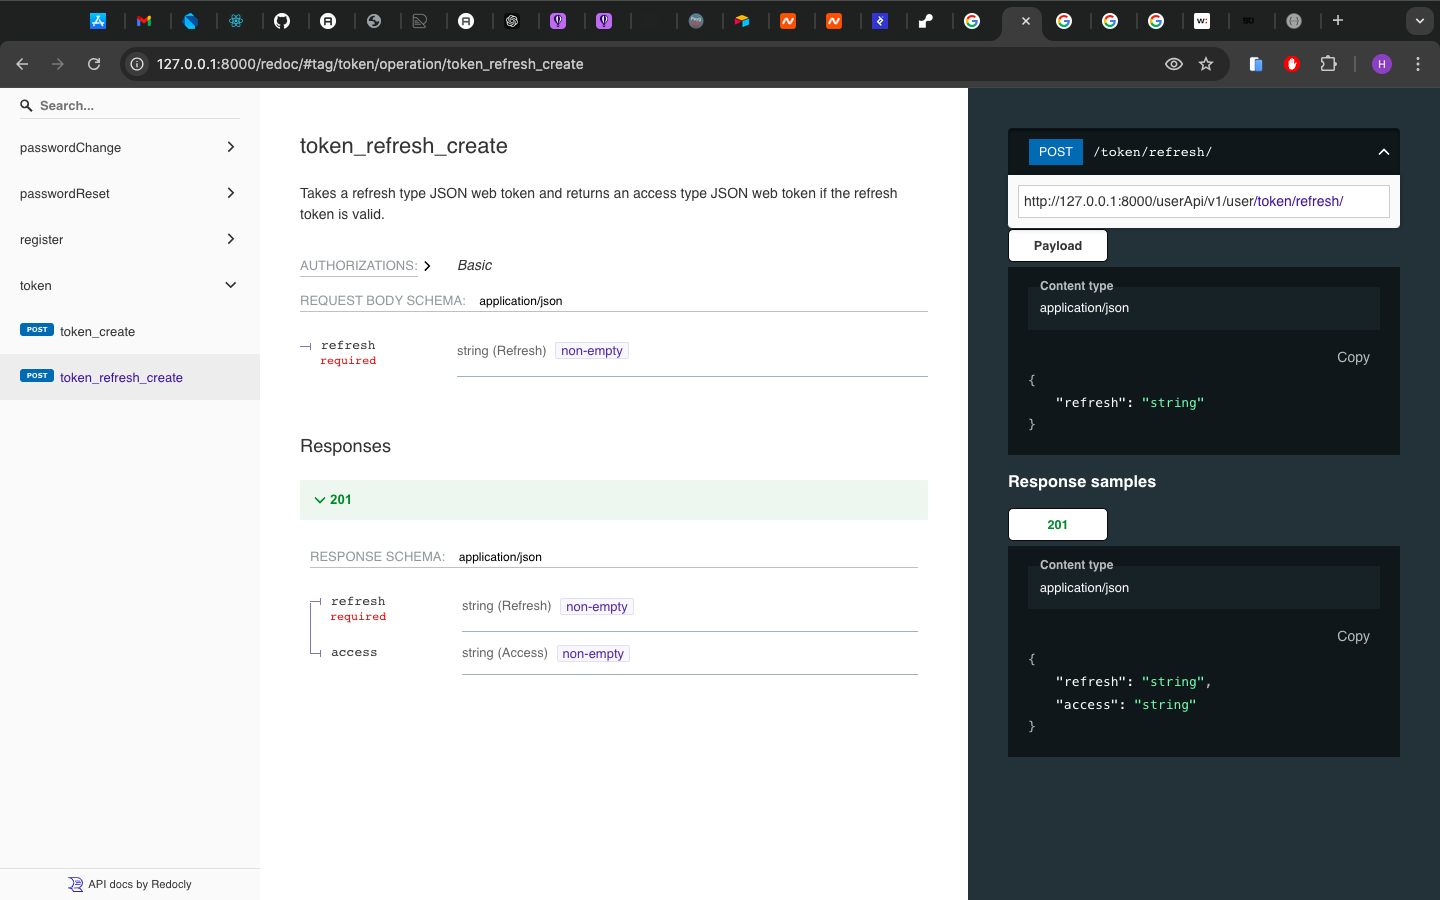 127.0.0.1:8000/redoc/#tag/token/operation/token_refresh_create
H
Search...
passwordChange
passwordReset
register
token
POST token_create
POST token_refresh_create
API docs by Redocly
token_refresh_create
Takes a refresh type JSON web token and returns an access type JSON web token if the refresh
token is valid.
AUTHORIZATIONS: Basic
REQUEST BODY SCHEMA: application/json
refresh
required
string (Refresh) non-empty
Responses
201
RESPONSE SCHEMA: application/json
refresh
required
string (Refresh) non-empty
access string (Access) non-empty
POST /token/refresh/
http://127.0.0.1:8000/userApi/v1/user/token/refresh/
Payload
Content type
application/json
Copy
{
"refresh": "string"
}
Response samples
201
Content type
application/json
Copy
{
"refresh": "string",
"access": "string"
}